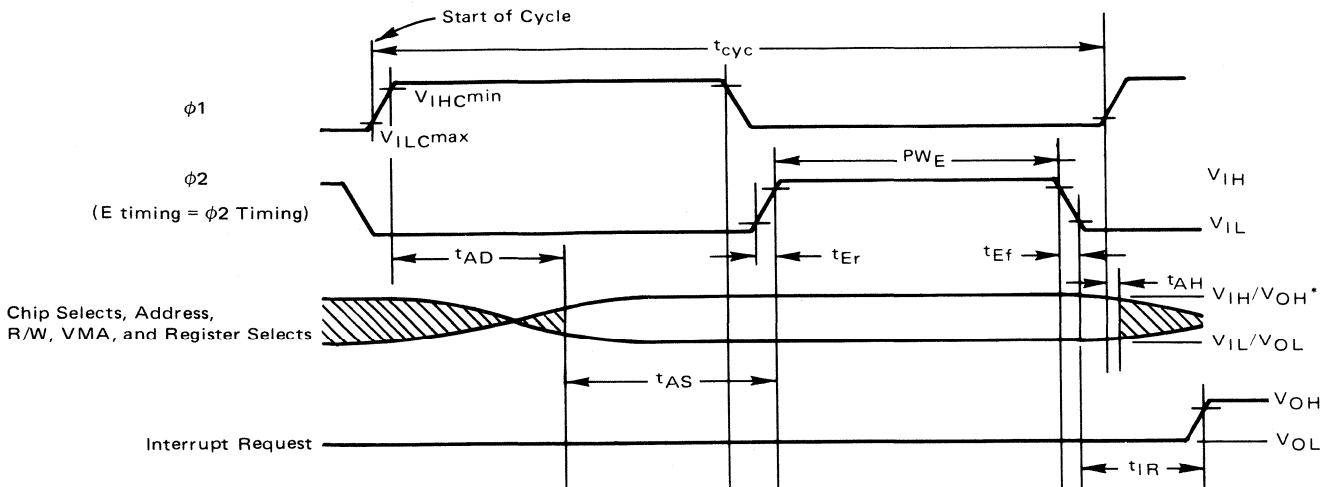 Start of Cycle
tcyc
VIHCmin
ϕ1
VILCmax
PWE
ϕ2
VIH
(E timing = ϕ2 Timing)
VIL
tAD
tEr
tEf
tAH
Chip Selects, Address,
VIH/VOH*
R/W, VMA, and Register Selects
VIL/VOL
tAS
VOH
Interrupt Request
VOL
tIR